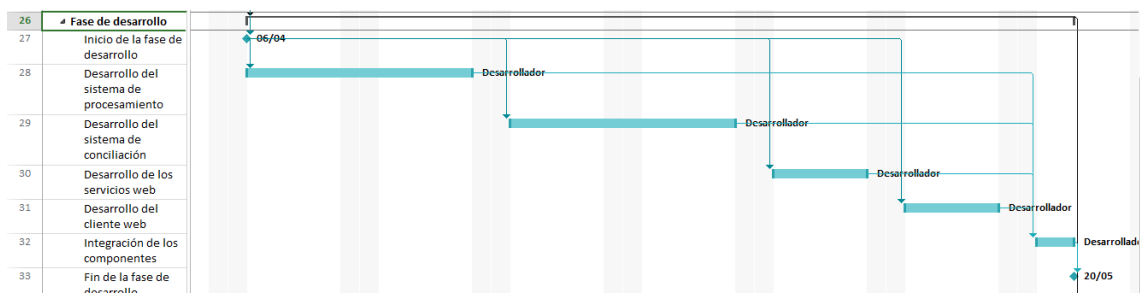 26 Fase de desarrollo
27 Inicio de la fase de
desarrollo
06/04
28 Desarrollo del
sistema de
procesamiento
Desarrollador
29 Desarrollo del
sistema de
conciliación
Desarrollador
30 Desarrollo de los
servicios web
Desarrollador
31 Desarrollo del
cliente web
Desarrollador
32 Integración de los
componentes
Desarrollad
33 Fin de la fase de
desarrollo
20/05